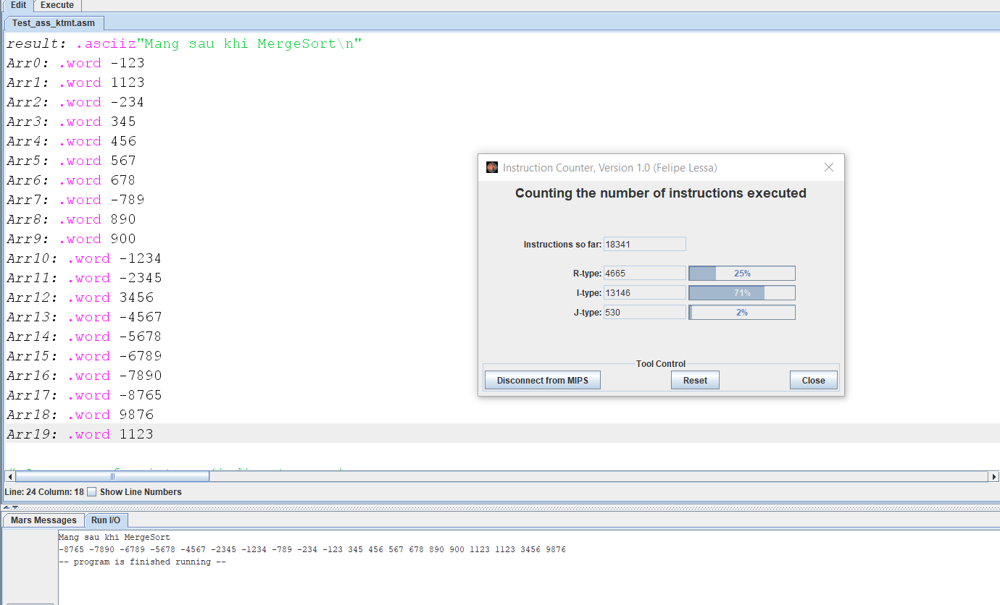 Edit Execute
Test_ass_ktmt.asm
result: .asciiz"Mang sau khi MergeSort\n"
Arr0: .word -123
Arr1: .word 1123
Arr2: .word -234
Arr3: .word 345
Arr4: .word 456
Arr5: .word 567
Arr6: .word 678
Arr7: .word -789
Arr8: .word 890
Arr9: .word 900
Arr10: .word -1234
Arr11: .word -2345
Arr12: .word 3456
Arr13: .word -4567
Arr14: .word -5678
Arr15: .word -6789
Arr16: .word -7890
Arr17: .word -8765
Arr18: .word 9876
Arr19: .word 1123
Instruction Counter, Version 1.0 (Felipe Lessa)
Counting the number of instructions executed
Instructions so far: 18341
R-type: 4665 25%
I-type: 13146 71%
J-type: 530 2%
Tool Control
Disconnect from MIPS Reset Close
Line: 24 Column: 18 Show Line Numbers
Mars Messages Run I/O
Mang sau khi MergeSort
-8765 -7890 -6789 -5678 -4567 -2345 -1234 -789 -234 -123 345 456 567 678 890 900 1123 1123 3456 9876
-- program is finished running --